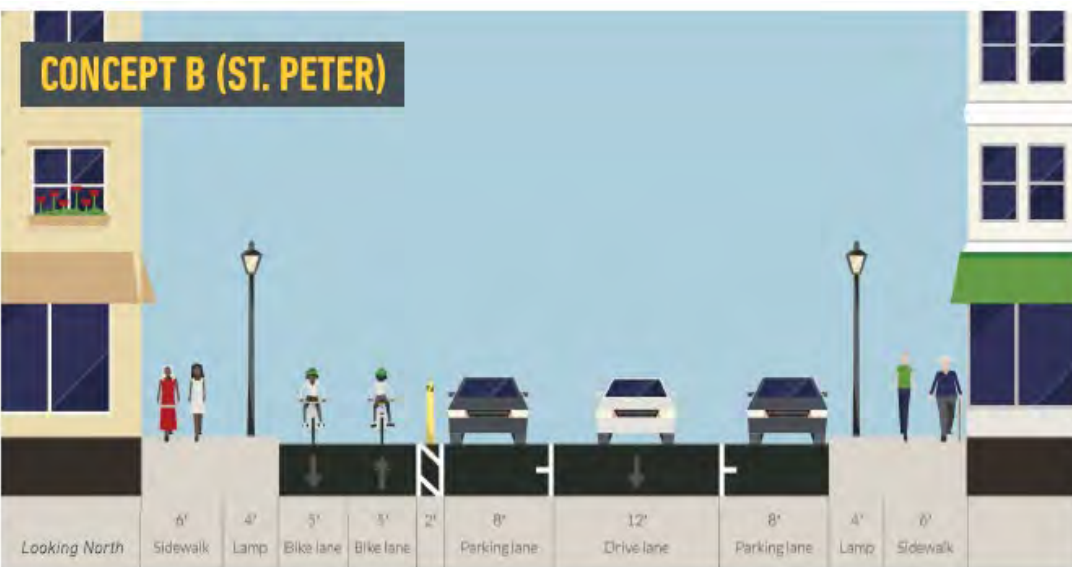 CONCEPT B (ST. PETER)
6' 4' 5' 5' 2' 8' 12' 8' 4' 6'
Looking North Sidewalk Lamp Bike lane Bike lane Parking lane Drive lane Parking lane Lamp Sidewalk